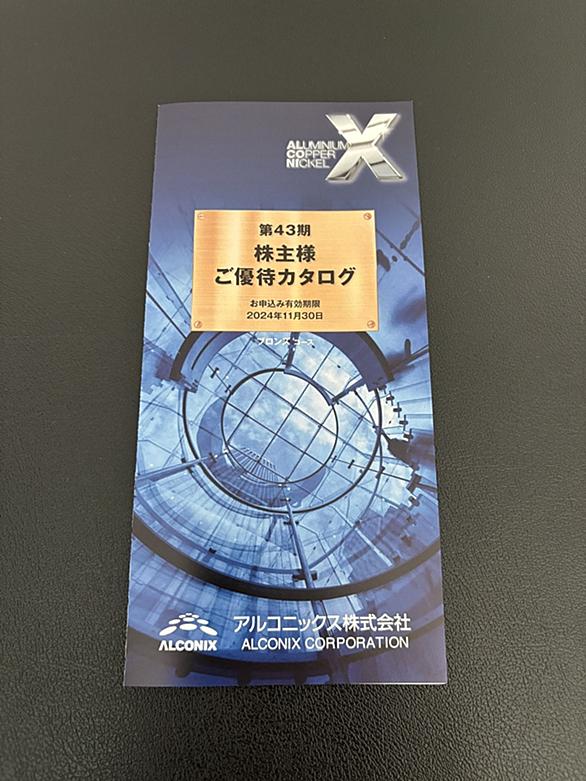 ALUMINIUM
COPPER
NICKEL
X
第43期
株主様
ご優待カタログ
お申込み有効期限
2024年11月30日
ブロンズ コース
アルコニックス株式会社
ALCONIX
ALCONIX CORPORATION